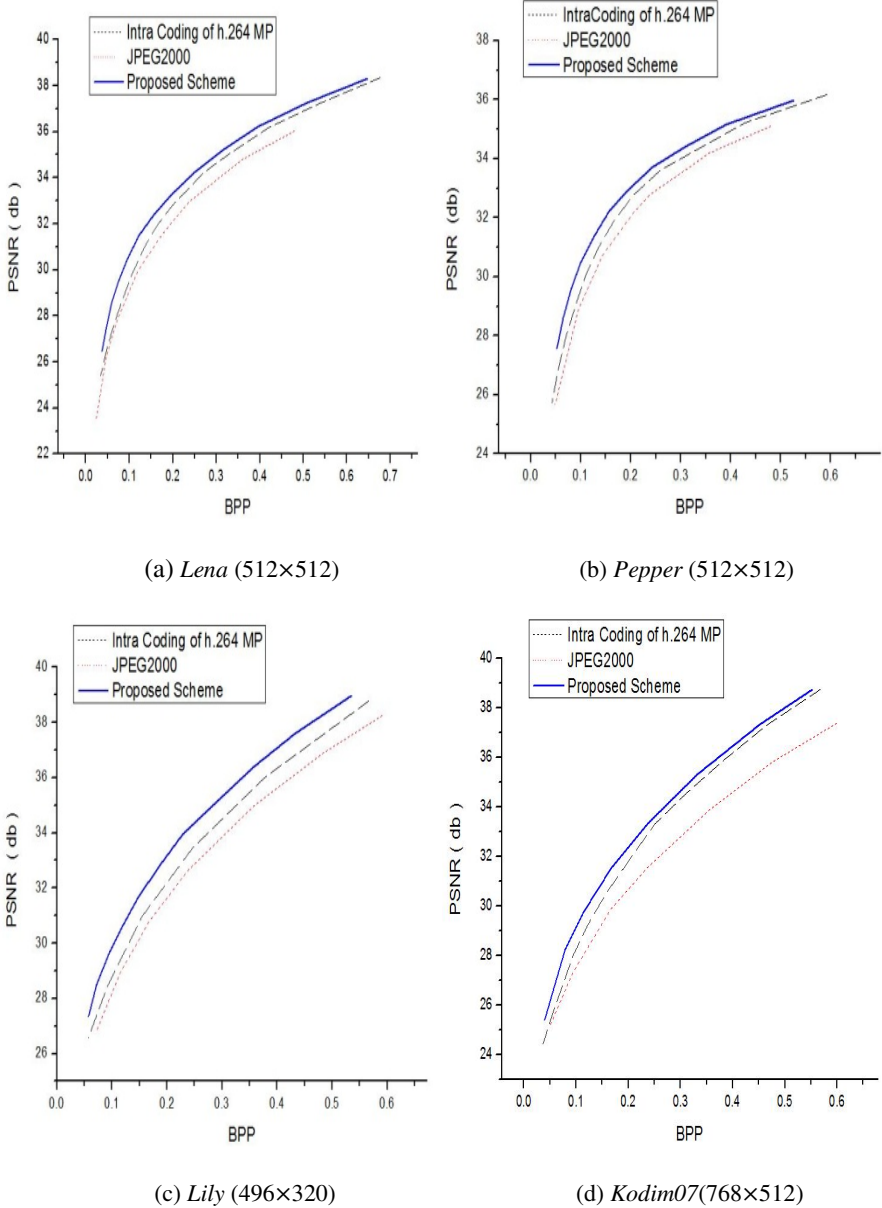 Intra Coding of h.264 MP
JPEG2000
Proposed Scheme
40
38
36
34
32
30
28
26
24
22
PSNR ( db )
0.0 0.1 0.2 0.3 0.4 0.5 0.6 0.7
BPP
(a) Lena (512×512)
IntraCoding of h.264 MP
JPEG2000
Proposed Scheme
38
36
34
32
30
28
26
24
PSNR (db)
0.0 0.1 0.2 0.3 0.4 0.5 0.6
BPP
(b) Pepper (512×512)
Intra Coding of h.264 MP
JPEG2000
Proposed Scheme
40
38
36
34
32
30
28
26
PSNR ( db )
0.0 0.1 0.2 0.3 0.4 0.5 0.6
BPP
(c) Lily (496×320)
Intra Coding of h.264 MP
JPEG2000
Proposed Scheme
40
38
36
34
32
30
28
26
24
PSNR ( db )
0.0 0.1 0.2 0.3 0.4 0.5 0.6
BPP
(d) Kodim07(768×512)